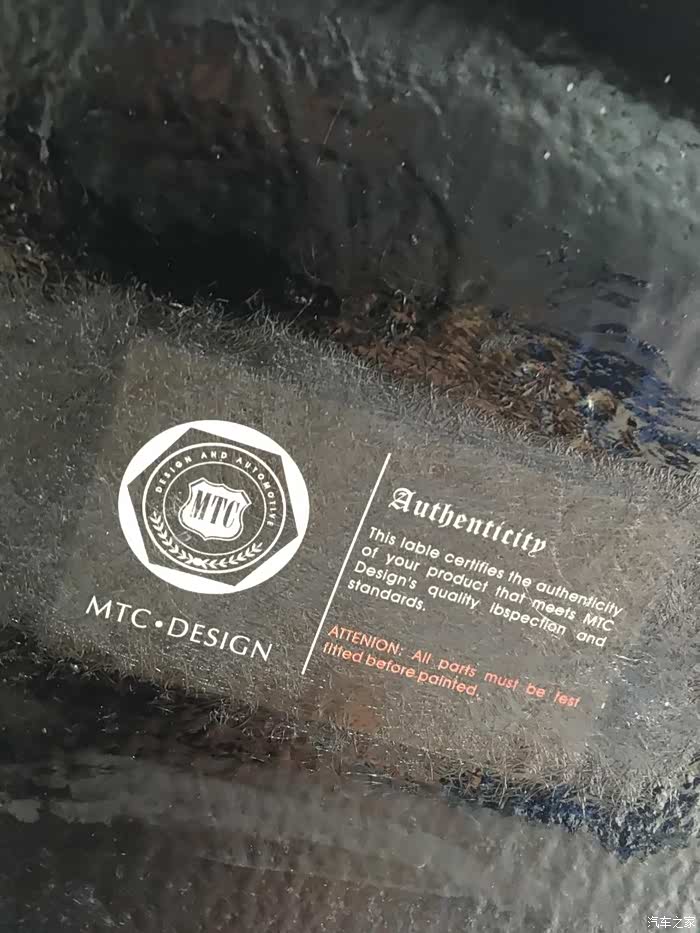 DESIGN AND AUTOMOTIVE
MTC
MTC•DESIGN
Authenticity
This lable certifies the authenticity
of your product that meets MTC
Design's quality Ibspection and
standards.
ATTENION: All parts must be test
fitted before painted.
汽车之家